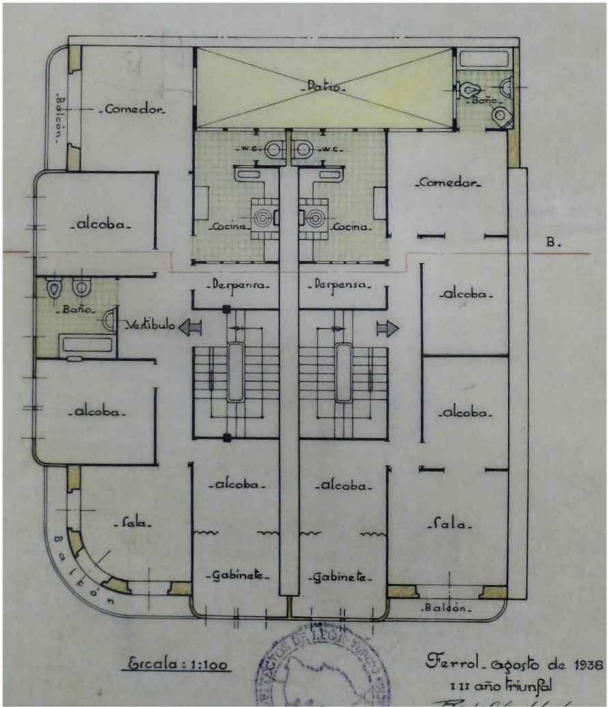 -Patio-
-Baño-
Balcón.
-Comedor-
-w.c-
-w.c-
-Comedor-
-alcoba-
-Cocina-
-Cocina-
B.
-Despensa-
-Despensa-
-alcoba-
-Baño-
-Vestíbulo
-alcoba-
-alcoba-
-alcoba-
-alcoba-
-Sala-
-Sala-
-Gabinete-
-Gabinete-
Balcón
-Balcón-
Escala : 1:100
Ferrol - agosto de 1938
III año triunfal